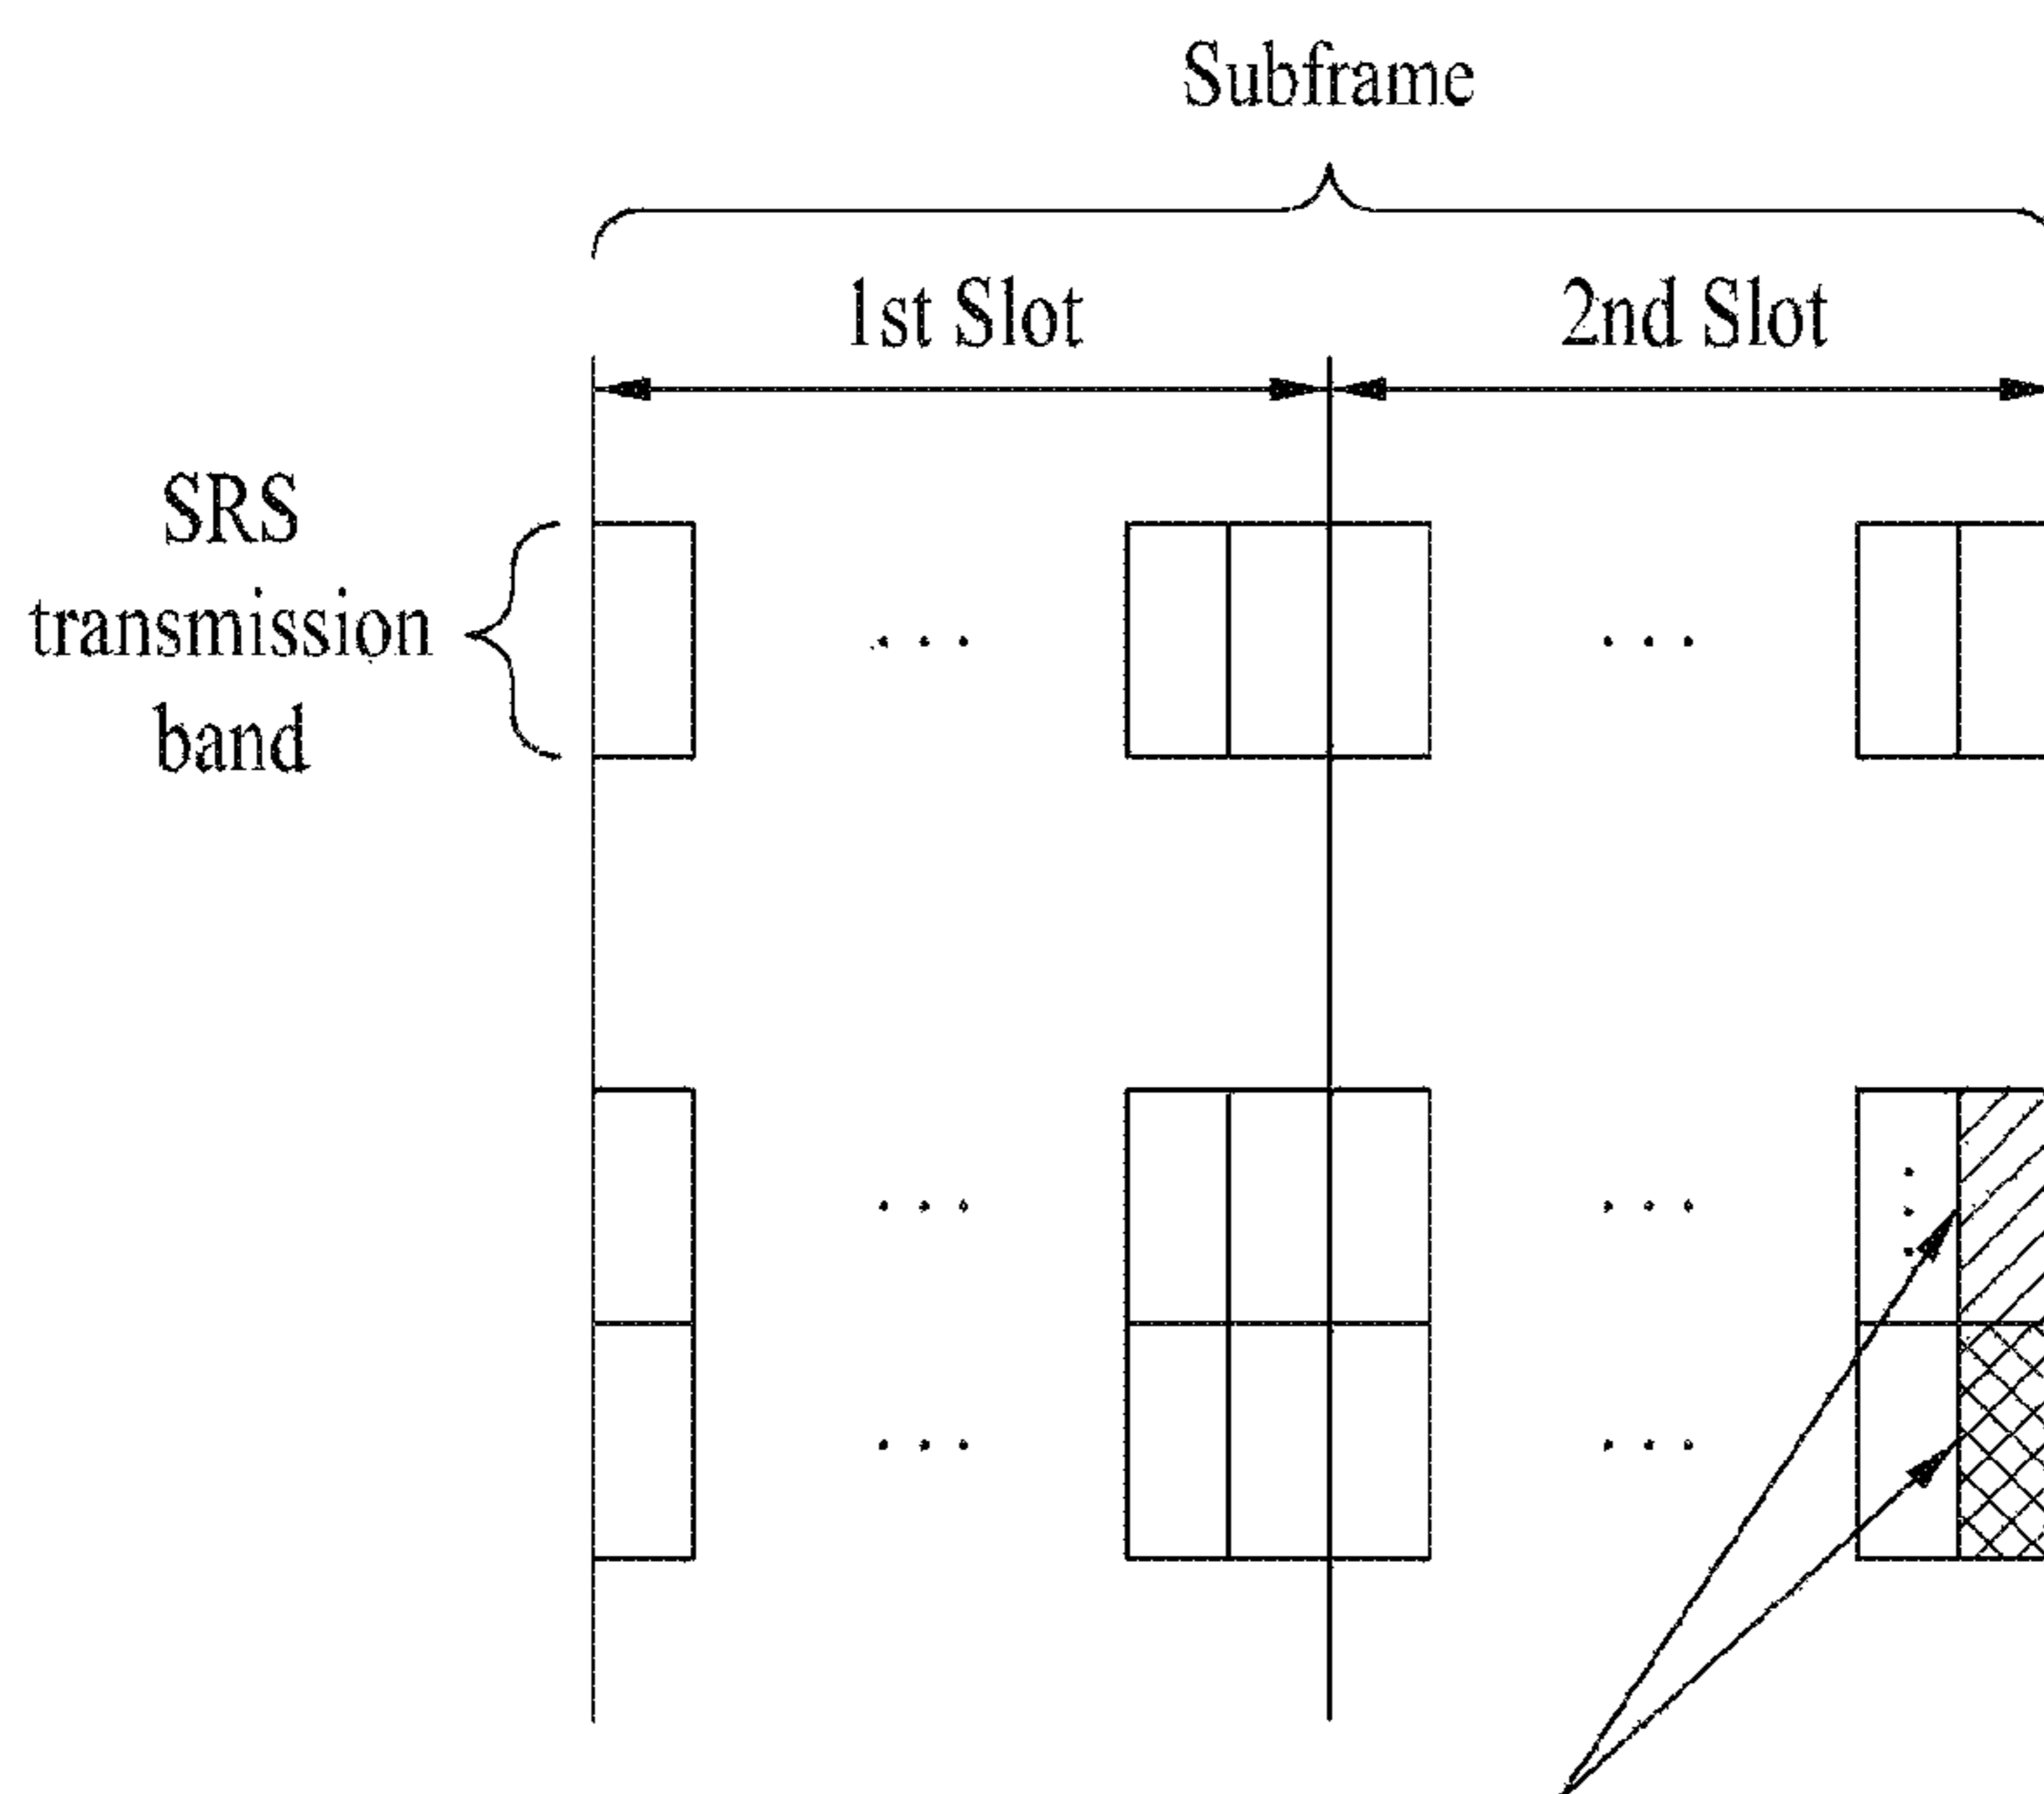 Subframe
1st Slot
2nd Slot
SRS
transmission
band